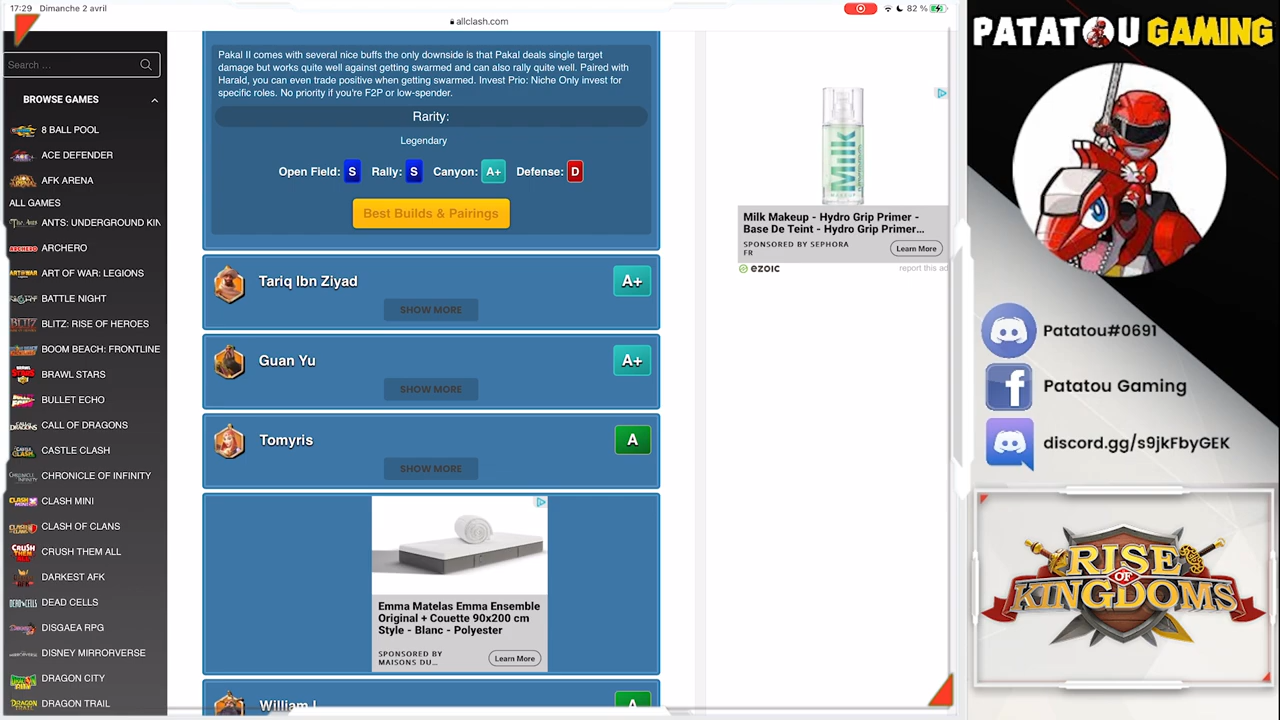 17:29 Dimanche 2 avril
82 %
allclash.com
Search ...
BROWSE GAMES
8 BALL POOL
ACE DEFENDER
AFK ARENA
ALL GAMES
ANTS: UNDERGROUND KIN
ARCHERO
ART OF WAR: LEGIONS
BATTLE NIGHT
BLITZ: RISE OF HEROES
BOOM BEACH: FRONTLINE
BRAWL STARS
BULLET ECHO
CALL OF DRAGONS
CASTLE CLASH
CHRONICLE OF INFINITY
CLASH MINI
CLASH OF CLANS
CRUSH THEM ALL
DARKEST AFK
DEAD CELLS
DISGAEA RPG
DISNEY MIRRORVERSE
DRAGON CITY
DRAGON TRAIL
Pakal II comes with several nice buffs the only downside is that Pakal deals single target
damage but works quite well against getting swarmed and can also rally quite well. Paired with
Harald, you can even trade positive when getting swarmed. Invest Prio: Niche Only invest for
specific roles. No priority if you're F2P or low-spender.
Rarity:
Legendary
Open Field: S Rally: S Canyon: A+ Defense: D
Best Builds & Pairings
Tariq Ibn Ziyad A+
SHOW MORE
Guan Yu A+
SHOW MORE
Tomyris A
SHOW MORE
Emma Matelas Emma Ensemble
Original + Couette 90x200 cm
Style - Blanc - Polyester
SPONSORED BY
MAISONS DU...
Learn More
William I A
MILK
Milk Makeup - Hydro Grip Primer -
Base De Teint - Hydro Grip Primer...
SPONSORED BY SEPHORA
FR
Learn More
ezoic
report this ad
PATATOU GAMING
Patatou#0691
Patatou Gaming
discord.gg/s9jkFbyGEK
RISE
OF
KINGDOMS